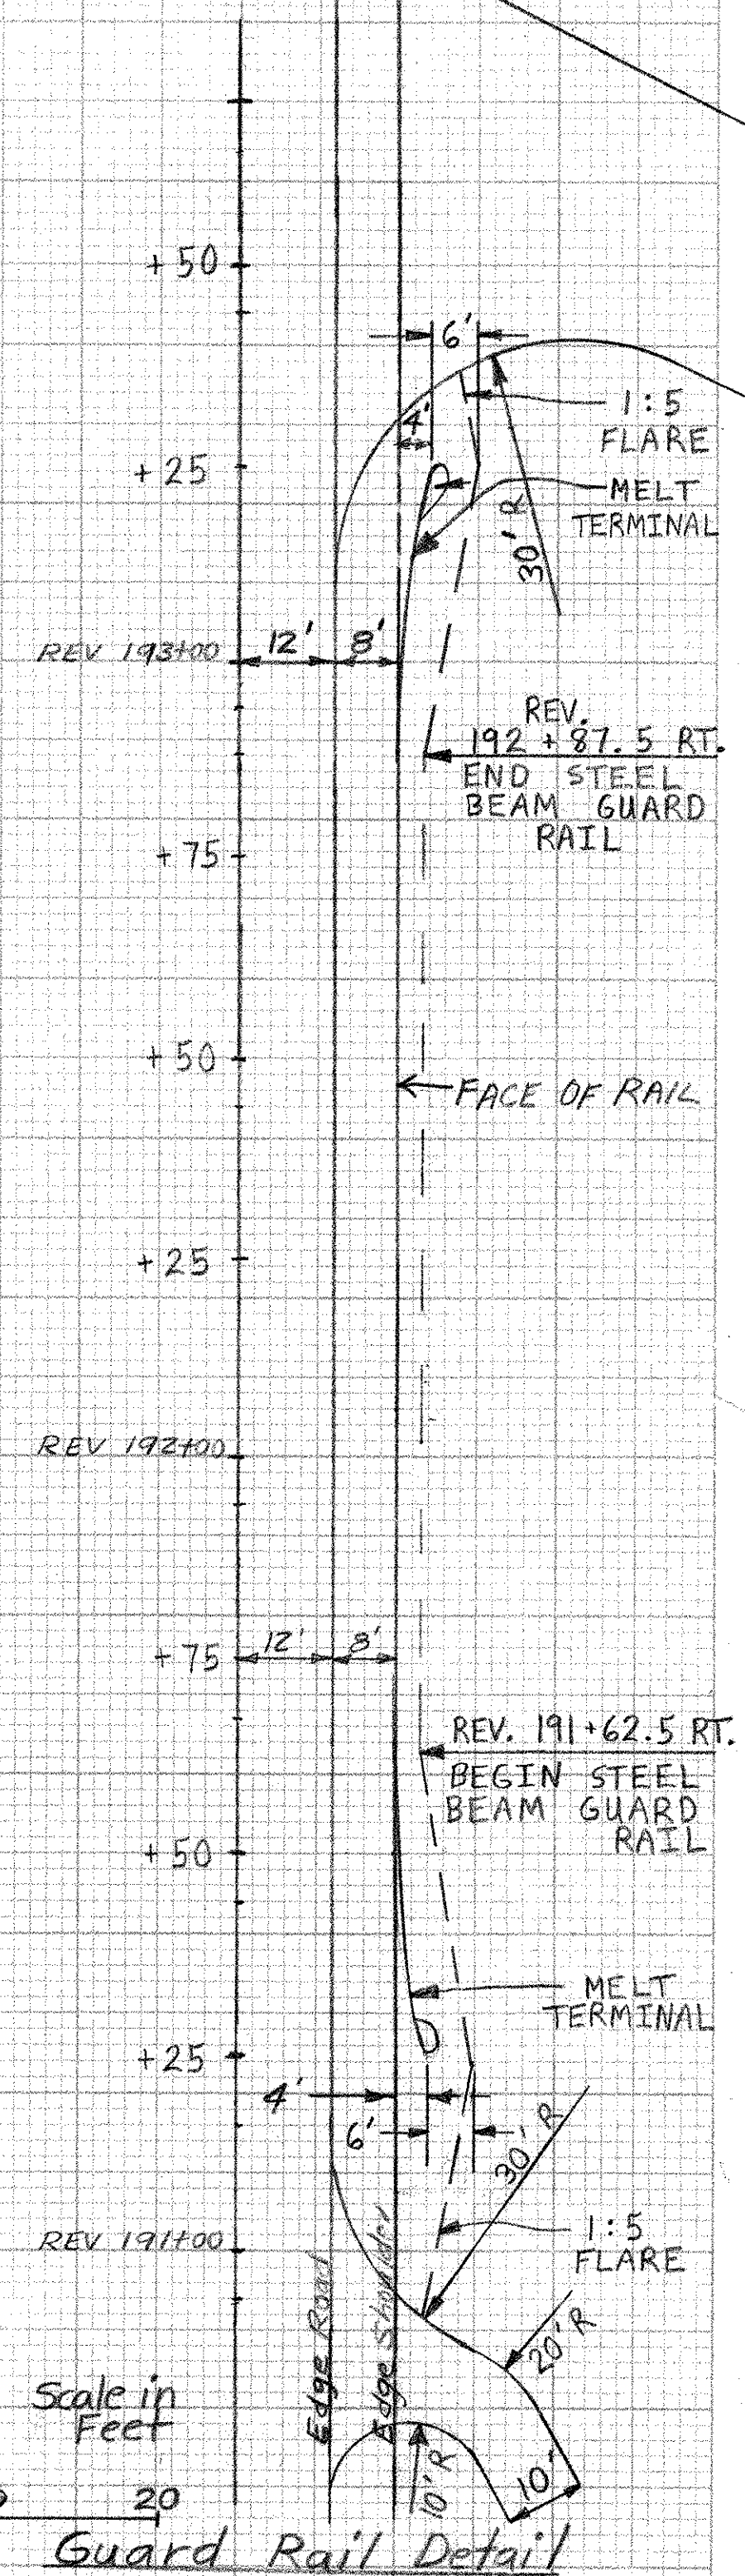 +50
6'
1:5
FLARE
4'
+25
MELT
TERMINAL
30' R
REV 193+00
12'
8'
REV.
192 + 87.5 RT.
END STEEL
BEAM GUARD
RAIL
+75
+50
FACE OF RAIL
+25
REV 192+00
+75
12'
8'
REV. 191+62.5 RT.
BEGIN STEEL
BEAM GUARD
RAIL
+50
MELT
TERMINAL
+25
4'
6'
30' R
REV 191+00
1:5
FLARE
Edge Road
Edge Shoulder
20' R
Scale in
Feet
10' R
10'
20
Guard Rail Detail